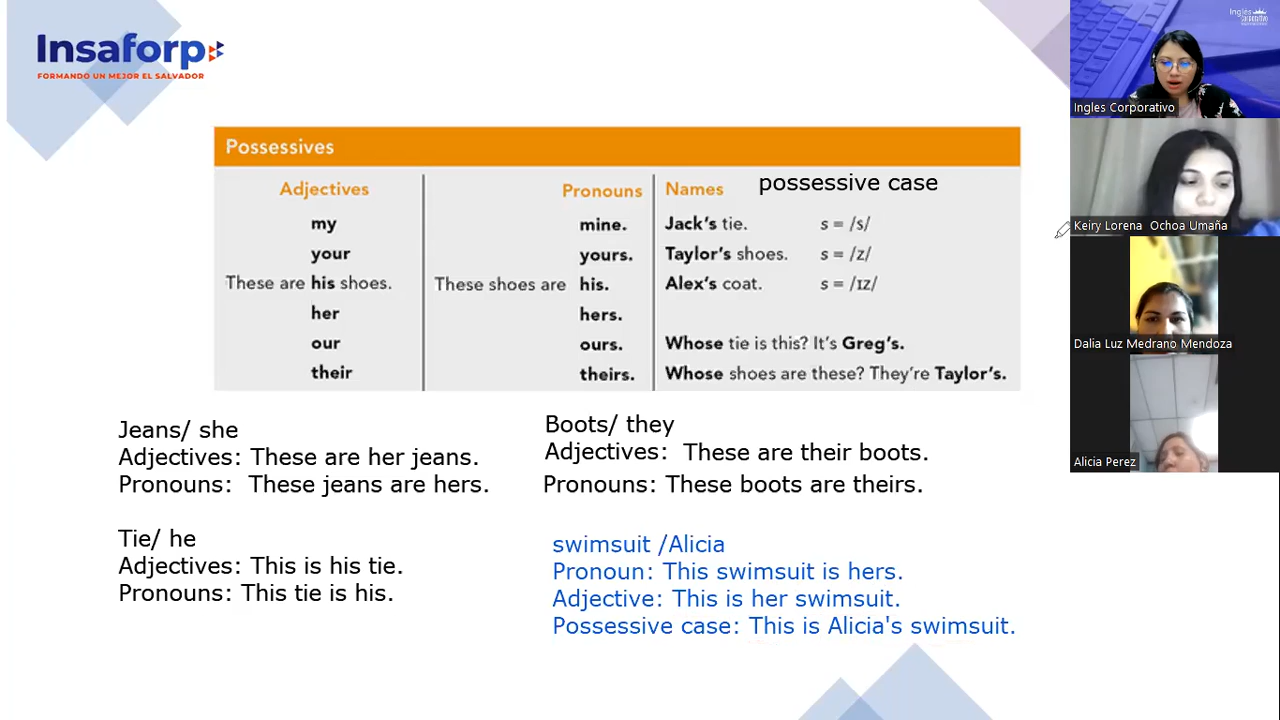 Insaforp
FORMANDO UN MEJOR EL SALVADOR
Possessives
Adjectives
my
your
These are his shoes.
her
our
their
Pronouns
mine.
yours.
These shoes are his.
hers.
ours.
theirs.
Names possessive case
Jack's tie. s = /s/
Taylor's shoes. s = /z/
Alex's coat. s = /ɪz/
Whose tie is this? It's Greg's.
Whose shoes are these? They're Taylor's.
Jeans/ she
Adjectives: These are her jeans.
Pronouns: These jeans are hers.
Tie/ he
Adjectives: This is his tie.
Pronouns: This tie is his.
Boots/ they
Adjectives: These are their boots.
Pronouns: These boots are theirs.
swimsuit /Alicia
Pronoun: This swimsuit is hers.
Adjective: This is her swimsuit.
Possessive case: This is Alicia's swimsuit.
Ingles
Ingles Corporativo
Keiry Lorena Ochoa Umaña
Dalia Luz Medrano Mendoza
Alicia Perez